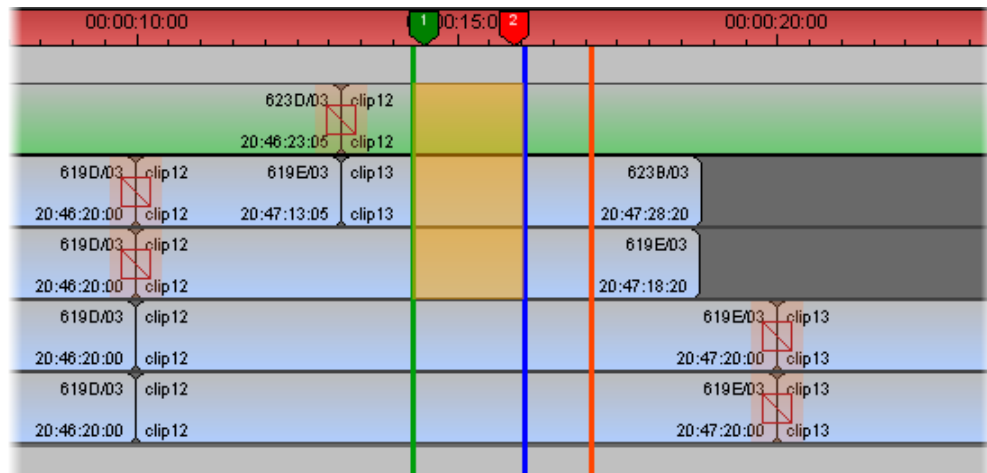 00:00:10:00 1 0:15:0 2 00:00:20:00
623D/03 clip12
20:46:23:05 clip12
619D/03 clip12 619E/03 clip13 623B/03
20:46:20:00 clip12 20:47:13:05 clip13 20:47:28:20
619D/03 clip12 619E/03
20:46:20:00 clip12 20:47:18:20
619D/03 clip12 619E/03 clip13
20:46:20:00 clip12 20:47:20:00 clip13
619D/03 clip12 619E/03 clip13
20:46:20:00 clip12 20:47:20:00 clip13